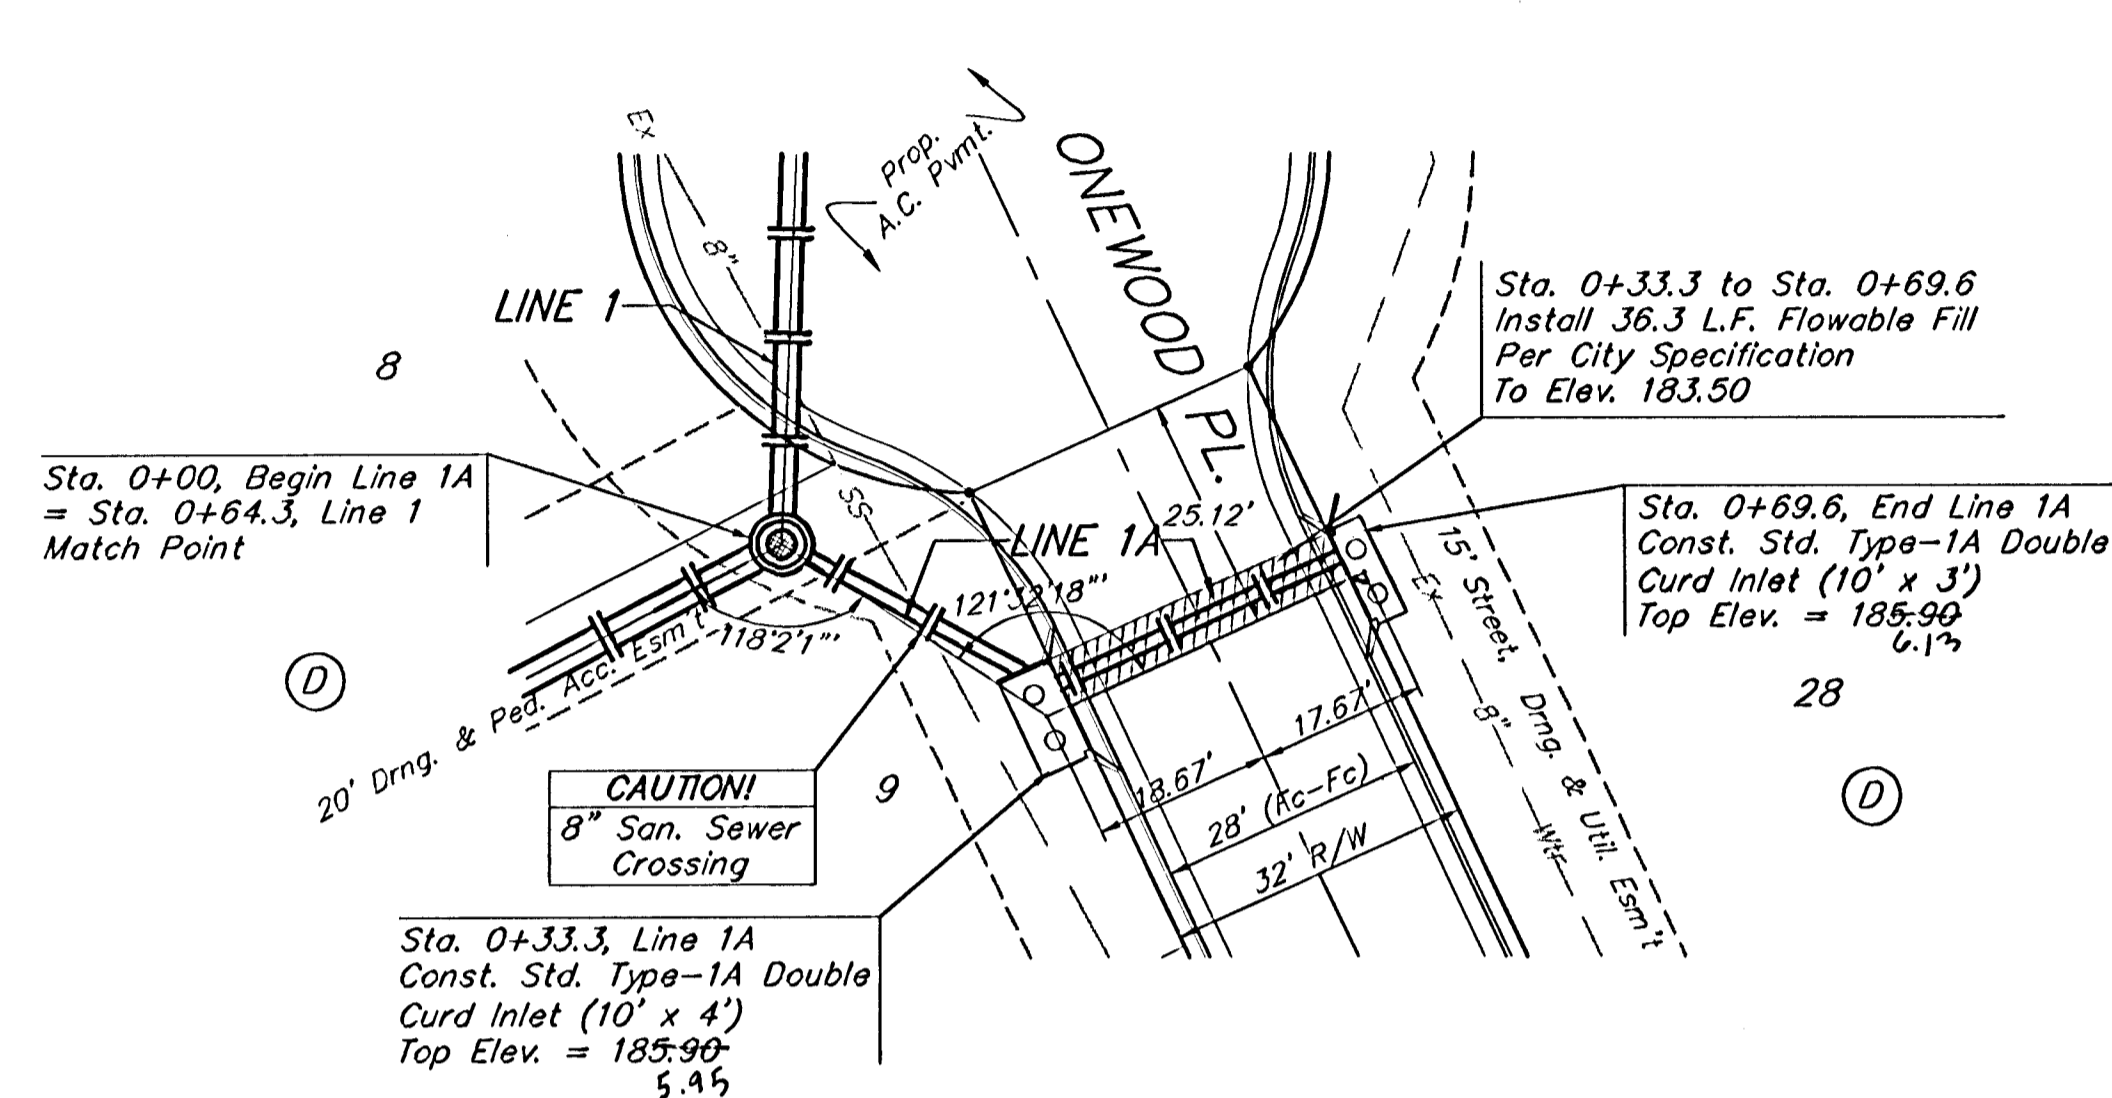 Ex
Prop.
A.C. Pvmt.
ONEWOOD
PL.
8"
LINE 1
8
Sta. 0+33.3 to Sta. 0+69.6
Install 36.3 L.F. Flowable Fill
Per City Specification
To Elev. 183.50
Sta. 0+00, Begin Line 1A
= Sta. 0+64.3, Line 1
Match Point
SS
LINE 1A
25.12'
Sta. 0+69.6, End Line 1A
Const. Std. Type-1A Double
Curd Inlet (10' x 3')
Top Elev. = 185.90
6.13
121°32'18"'
118°2'1"'
D
20' Drng. & Ped. Acc. Esm't
15' Street, Drng. & Util. Esm't
Ex
8"
Wtr
28
D
17.67'
18.67'
28' (Fc-Fc)
32' R/W
CAUTION!
8" San. Sewer
Crossing
9
Sta. 0+33.3, Line 1A
Const. Std. Type-1A Double
Curd Inlet (10' x 4')
Top Elev. = 185.90
5.95